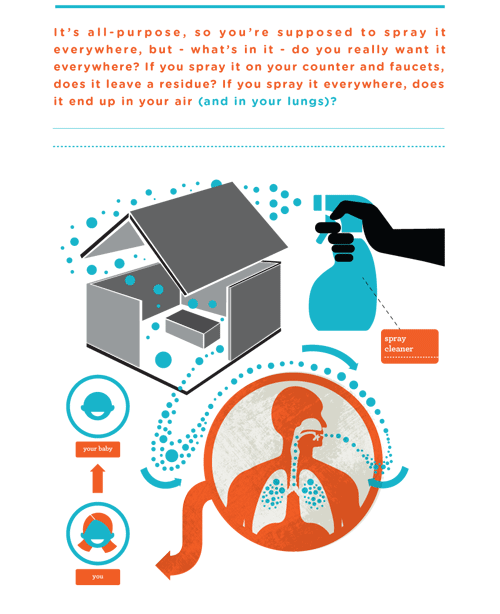 It's all-purpose, so you're supposed to spray it
everywhere, but - what's in it - do you really want it
everywhere? If you spray it on your counter and faucets,
does it leave a residue? If you spray it everywhere, does
it end up in your air (and in your lungs)?
spray
cleaner
your baby
you